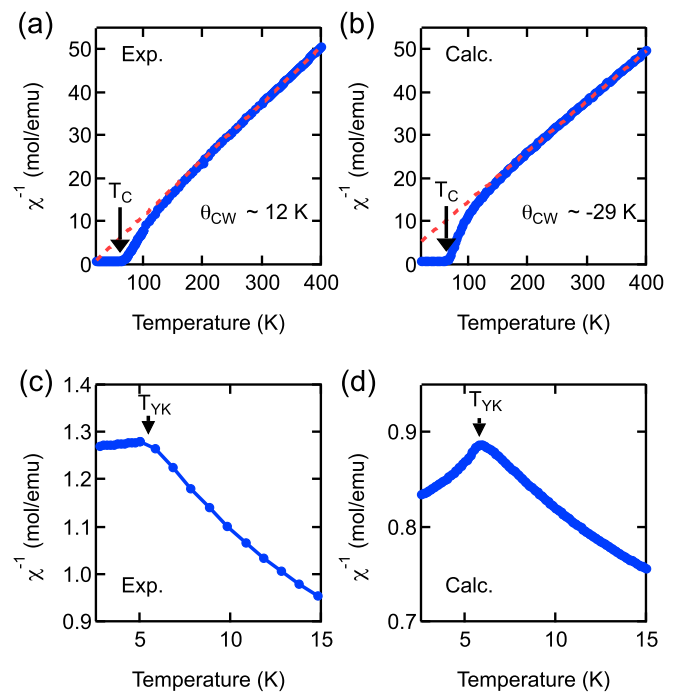 (a)
Exp.
χ⁻¹ (mol/emu)
50
40
30
20
10
0
T_C
θ_CW ~ 12 K
100
200
300
400
Temperature (K)
(b)
Calc.
χ⁻¹ (mol/emu)
50
40
30
20
10
0
T_C
θ_CW ~ -29 K
100
200
300
400
Temperature (K)
(c)
χ⁻¹ (mol/emu)
1.4
1.3
1.2
1.1
1.0
0.9
T_YK
Exp.
5
10
15
Temperature (K)
(d)
χ⁻¹ (mol/emu)
0.9
0.8
0.7
T_YK
Calc.
5
10
15
Temperature (K)